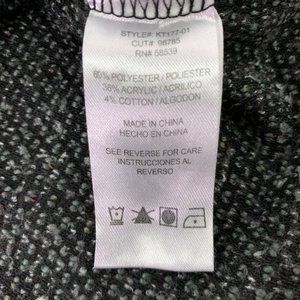 STYLE#: KT177-01
CUT#: 96785
RN#: 58539
60% POLYESTER / POLIESTER
36% ACRYLIC / ACRILICO
4% COTTON / ALGODON
MADE IN CHINA
HECHO EN CHINA
SEE REVERSE FOR CARE
INSTRUCCIONES AL
REVERSO